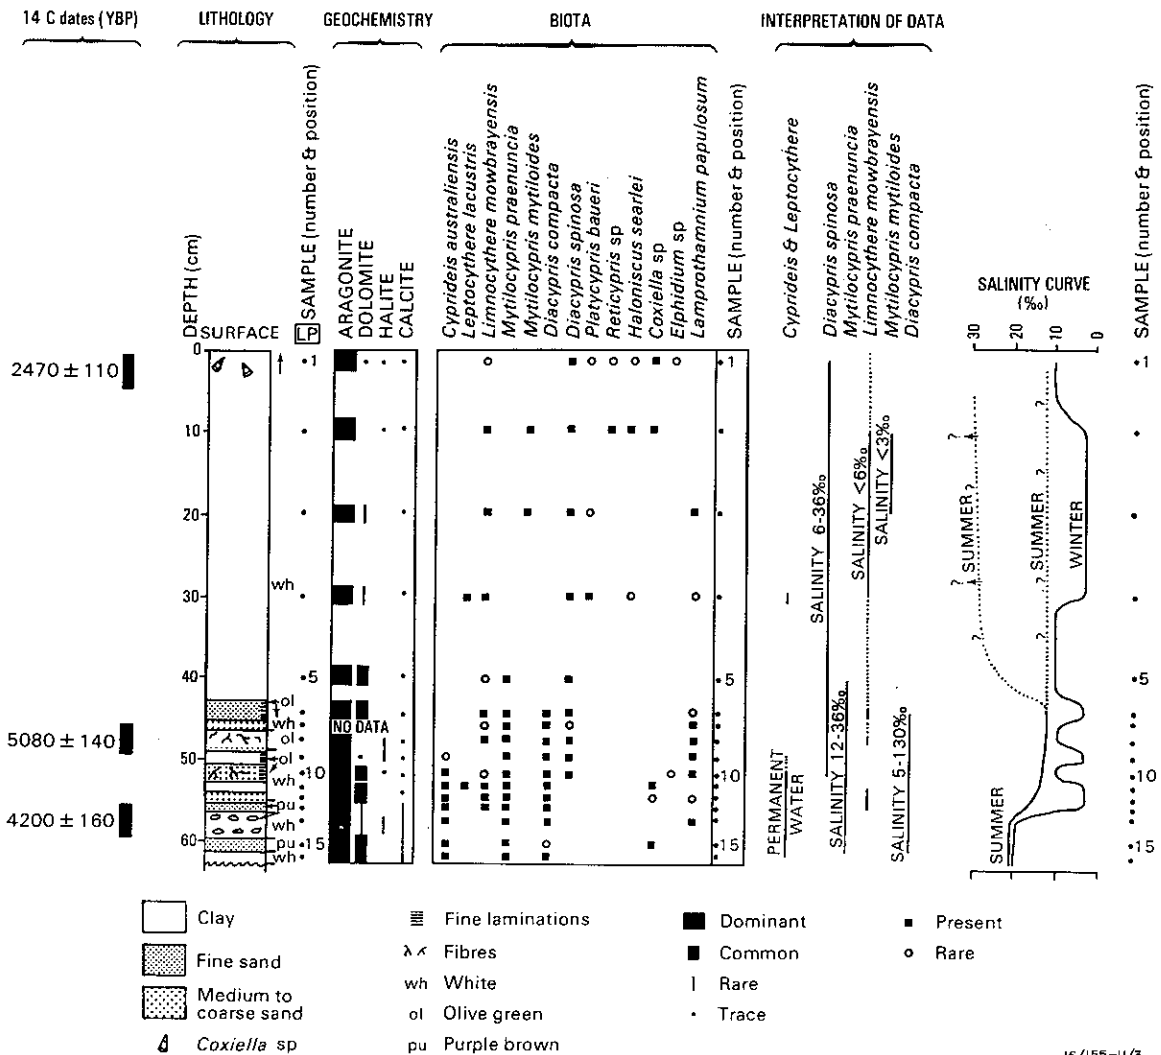 14 C dates (YBP)
LITHOLOGY
GEOCHEMISTRY
BIOTA
INTERPRETATION OF DATA
DEPTH (cm)
SURFACE
LP SAMPLE (number & position)
ARAGONITE
DOLOMITE
HALITE
CALCITE
Cyprideis australiensis
Leptocythere lacustris
Limnocythere mowbrayensis
Mytilocypris praenuncia
Mytilocypris mytiloides
Diacypris compacta
Diacypris spinosa
Platycypris baueri
Reticypris sp
Haloniscus searlei
Coxiella sp
Elphidium sp
Lamprothamnium papulosum
SAMPLE (number & position)
Cyprideis & Leptocythere
Diacypris spinosa
Mytilocypris praenuncia
Limnocythere mowbrayensis
Mytilocypris mytiloides
Diacypris compacta
SALINITY CURVE
(‰)
30 20 10 0
SAMPLE (number & position)
0
10
20
30
40
50
60
2470 ± 110
5080 ± 140
4200 ± 160
wh
ol
wh
ol
ol
wh
pu
wh
pu
wh
1
5
10
15
NO DATA
1
5
10
15
PERMANENT
WATER
SALINITY 6-36‰
SALINITY 12-36‰
SALINITY <6‰
SALINITY <3‰
SALINITY 5-130‰
? SUMMER ?
?
? ? SUMMER ? ?
WINTER
SUMMER
1
5
10
15
Clay
Fine sand
Medium to
coarse sand
Coxiella sp
Fine laminations
Fibres
wh White
ol Olive green
pu Purple brown
Dominant
Common
Rare
Trace
Present
Rare
16/155-11/3